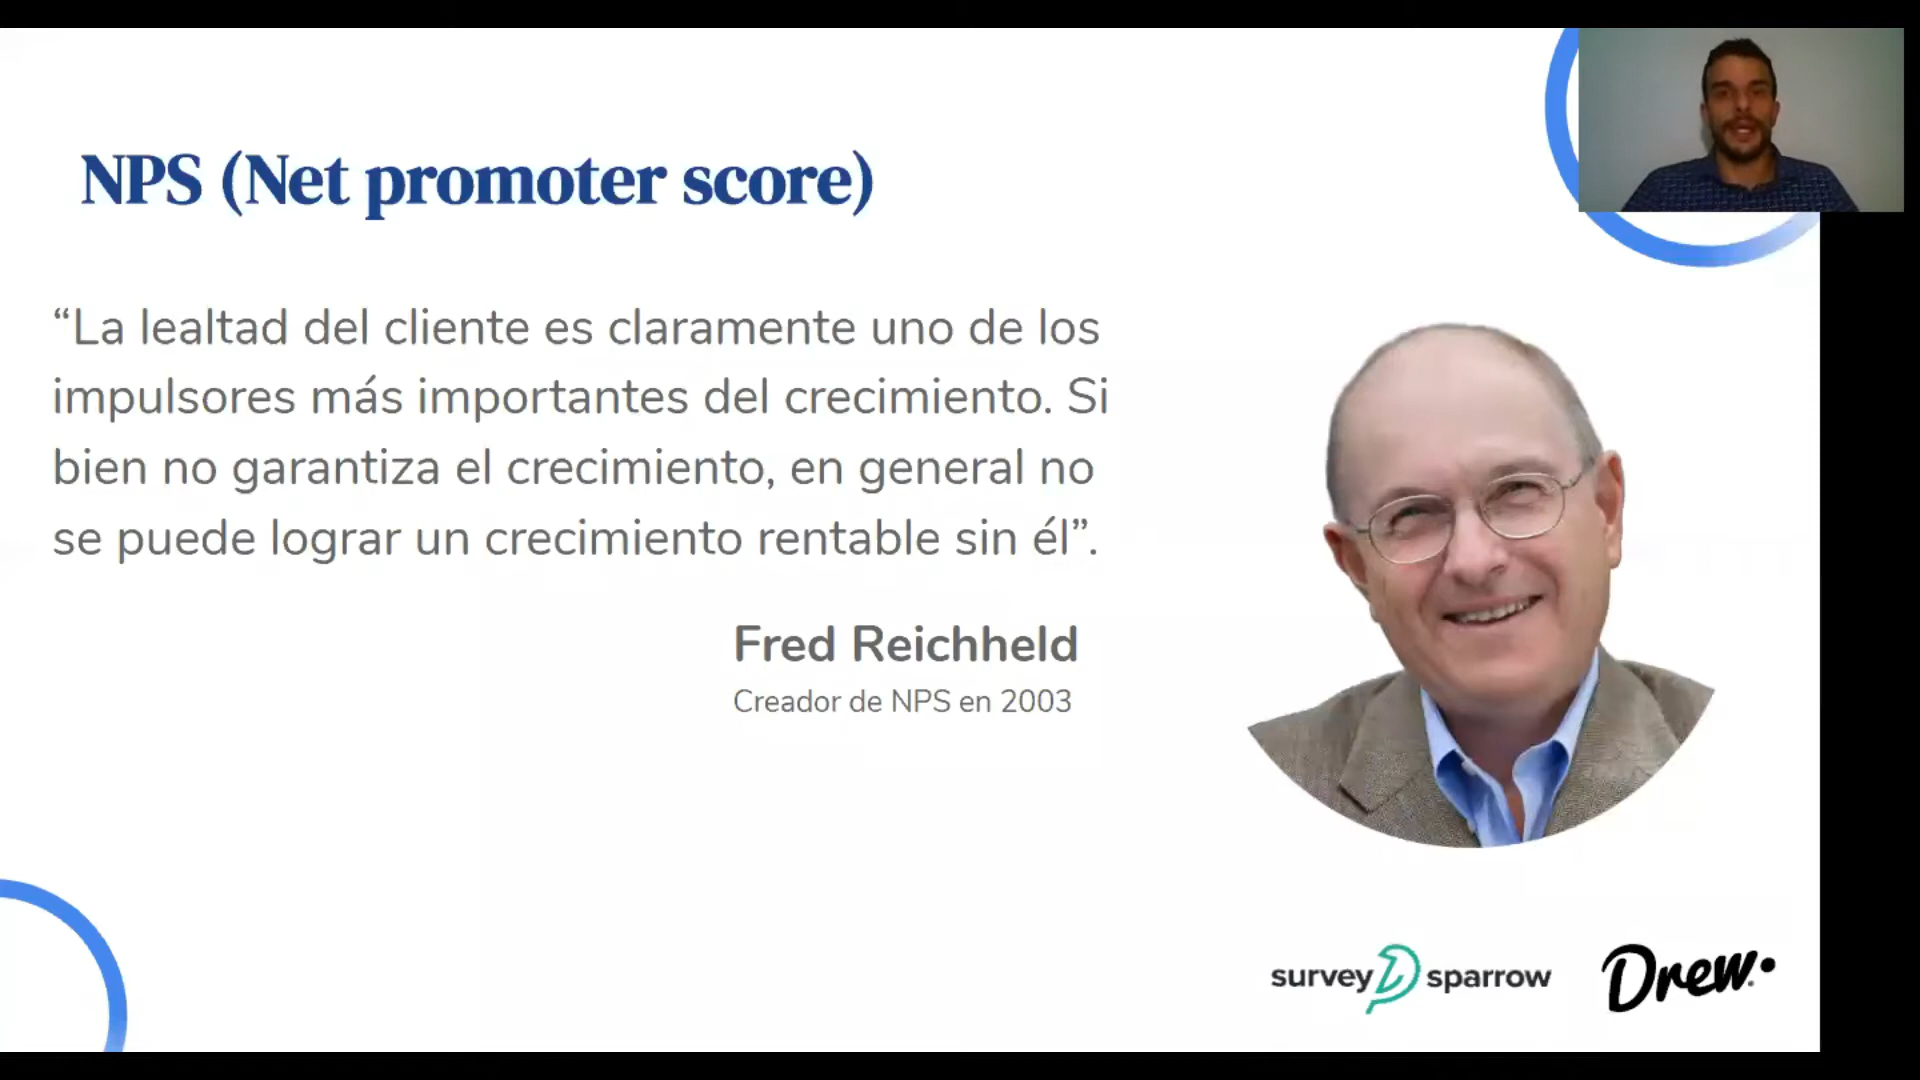 NPS (Net promoter score)
“La lealtad del cliente es claramente uno de los
impulsores más importantes del crecimiento. Si
bien no garantiza el crecimiento, en general no
se puede lograr un crecimiento rentable sin él”.
Fred Reichheld
Creador de NPS en 2003
survey sparrow
Drew.